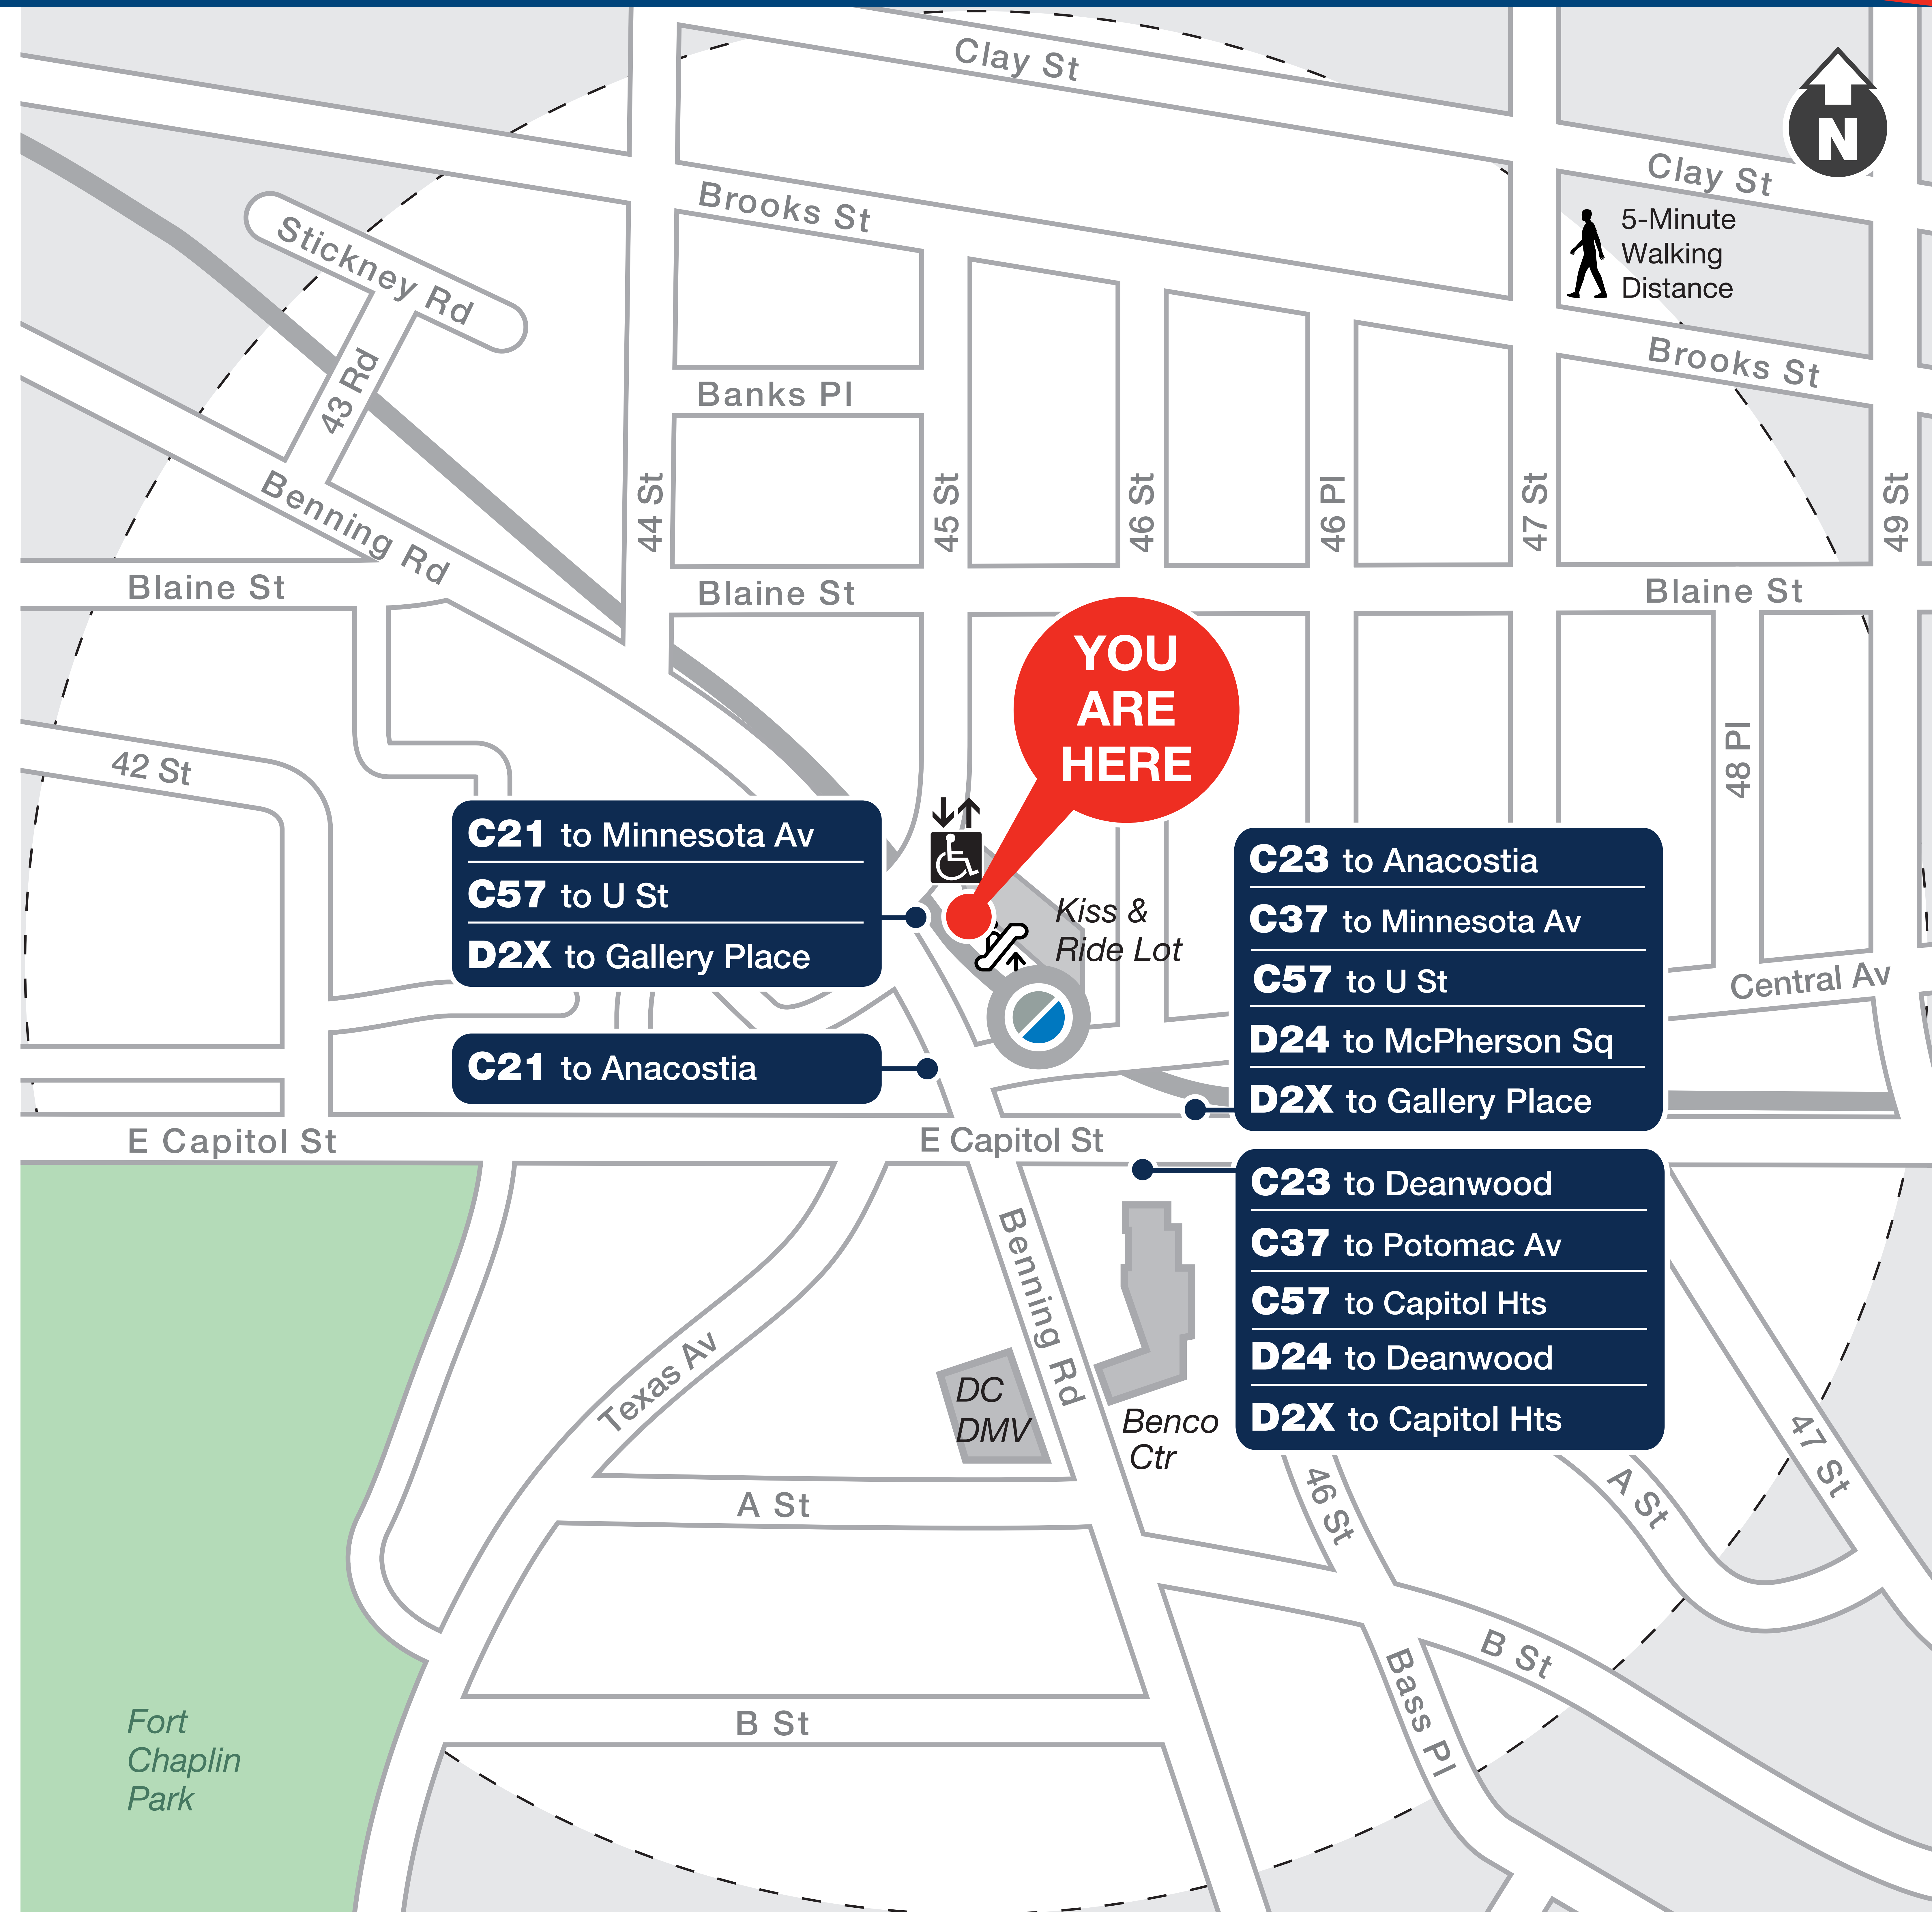 Clay St
N
Clay St
5-Minute
Walking
Distance
Brooks St
Stickney Rd
Brooks St
43 Rd
Banks Pl
44 St
45 St
46 St
46 Pl
47 St
49 St
Benning Rd
Blaine St
Blaine St
Blaine St
YOU
ARE
HERE
42 St
48 Pl
C21 to Minnesota Av
C57 to U St
D2X to Gallery Place
Kiss &
Ride Lot
C23 to Anacostia
C37 to Minnesota Av
C57 to U St
D24 to McPherson Sq
D2X to Gallery Place
Central Av
C21 to Anacostia
E Capitol St
E Capitol St
C23 to Deanwood
C37 to Potomac Av
C57 to Capitol Hts
D24 to Deanwood
D2X to Capitol Hts
Benning Rd
Texas Av
DC
DMV
Benco
Ctr
47 St
A St
46 St
A St
B St
Bass Pl
B St
Fort
Chaplin
Park